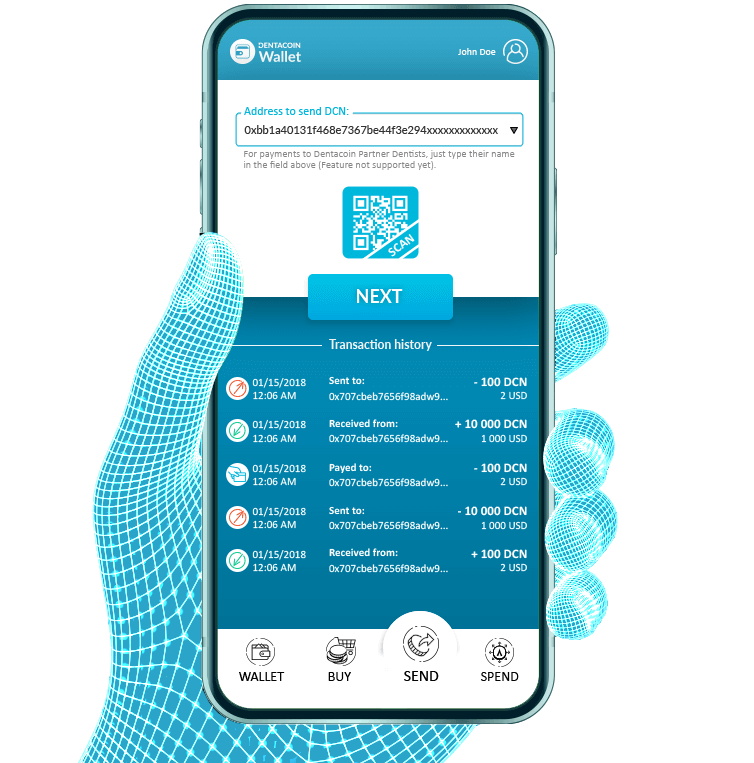 DENTACOIN
Wallet
John Doe
Address to send DCN:
0xbb1a40131f468e7367be44f3e294xxxxxxxxxxxxx
For payments to Dentacoin Partner Dentists, just type their name
in the field above (Feature not supported yet).
SCAN
NEXT
Transaction history
01/15/2018 Sent to: - 100 DCN
12:06 AM 0x707cbeb7656f98adw9... 2 USD
01/15/2018 Received from: + 10 000 DCN
12:06 AM 0x707cbeb7656f98adw9... 1 000 USD
01/15/2018 Payed to: - 100 DCN
12:06 AM 0x707cbeb7656f98adw9... 2 USD
01/15/2018 Sent to: - 10 000 DCN
12:06 AM 0x707cbeb7656f98adw9... 1 000 USD
01/15/2018 Received from: + 100 DCN
12:06 AM 0x707cbeb7656f98adw9... 2 USD
WALLET BUY SEND SPEND